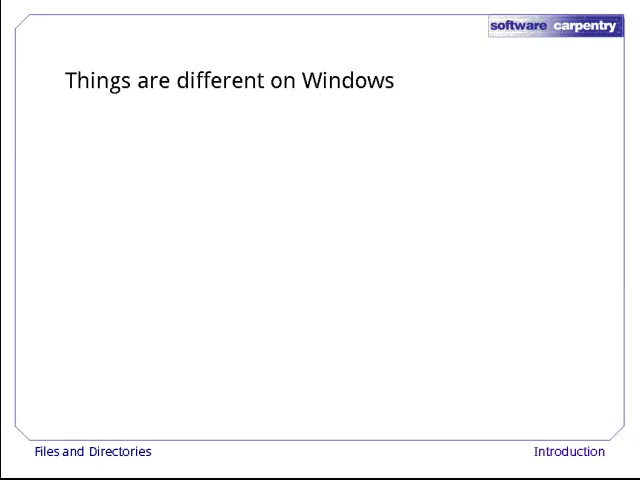 software carpentry
Things are different on Windows
Files and Directories
Introduction